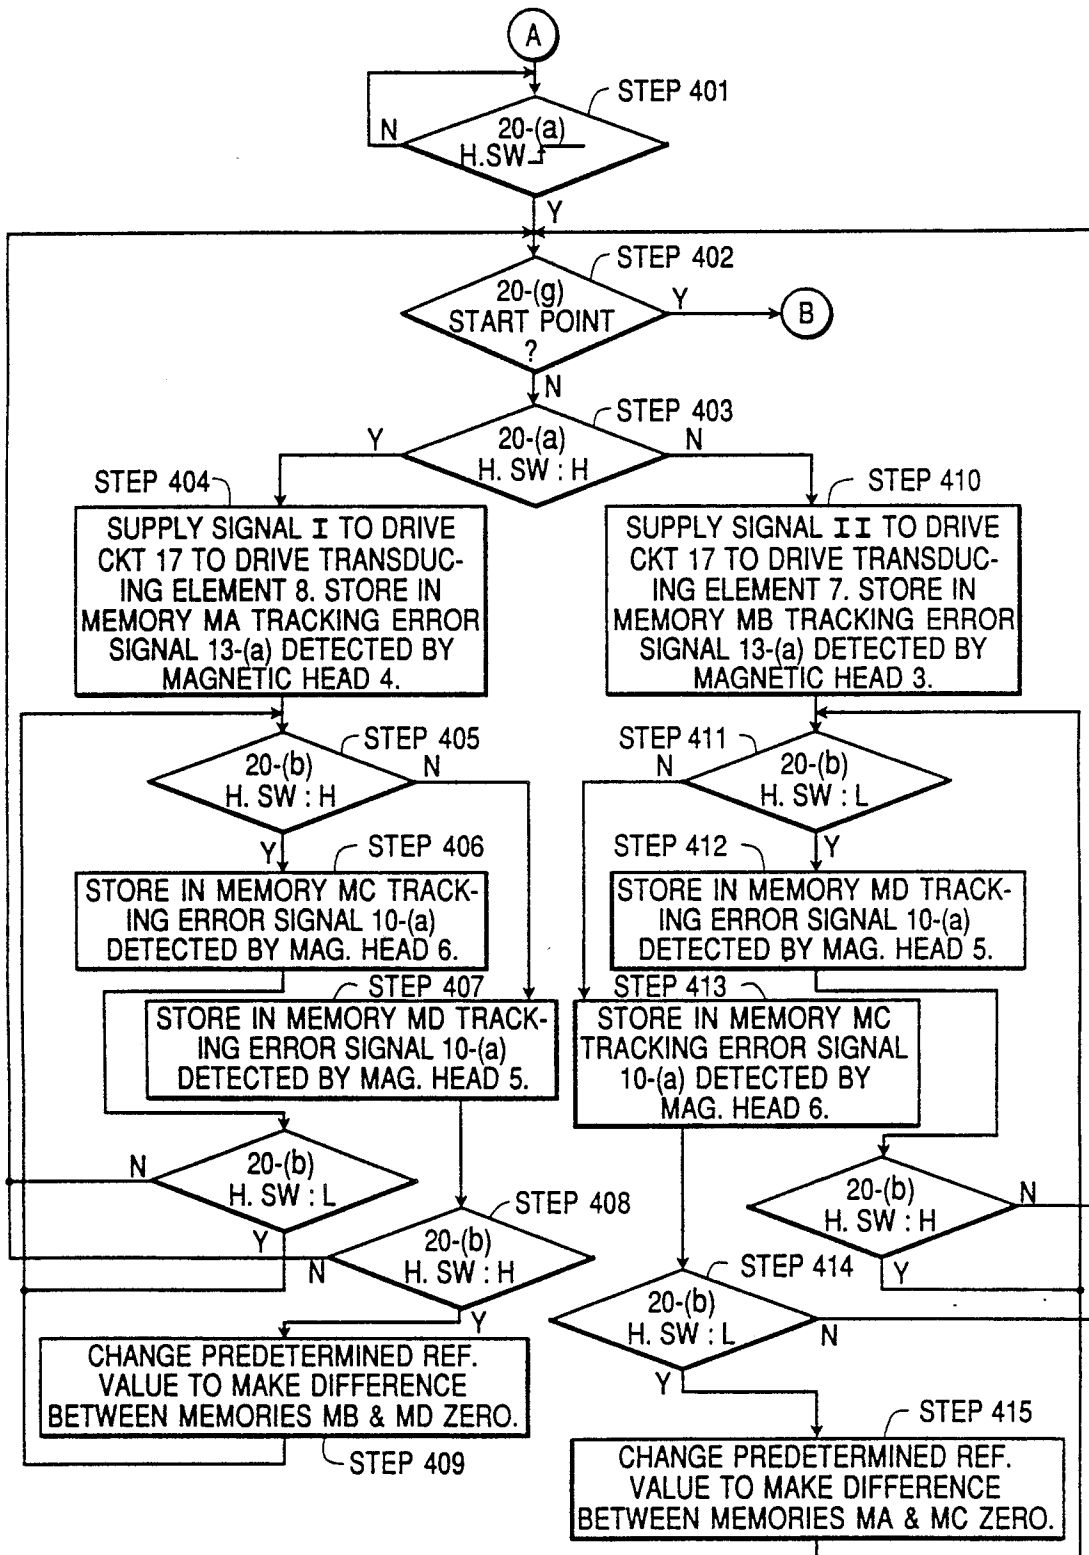 A
STEP 401
N
20-(a)
H.SW
Y
STEP 402
20-(g)
START POINT
?
Y
B
N
STEP 403
Y
20-(a)
H. SW : H
N
STEP 404
SUPPLY SIGNAL I TO DRIVE
CKT 17 TO DRIVE TRANSDUC-
ING ELEMENT 8. STORE IN
MEMORY MA TRACKING ERROR
SIGNAL 13-(a) DETECTED BY
MAGNETIC HEAD 4.
STEP 410
SUPPLY SIGNAL II TO DRIVE
CKT 17 TO DRIVE TRANSDUC-
ING ELEMENT 7. STORE IN
MEMORY MB TRACKING ERROR
SIGNAL 13-(a) DETECTED BY
MAGNETIC HEAD 3.
STEP 405
20-(b)
H. SW : H
N
Y
STEP 411
N
20-(b)
H. SW : L
Y
STEP 406
STORE IN MEMORY MC TRACK-
ING ERROR SIGNAL 10-(a)
DETECTED BY MAG. HEAD 6.
STEP 412
STORE IN MEMORY MD TRACK-
ING ERROR SIGNAL 10-(a)
DETECTED BY MAG. HEAD 5.
STEP 407
STORE IN MEMORY MD TRACK-
ING ERROR SIGNAL 10-(a)
DETECTED BY MAG. HEAD 5.
STEP 413
STORE IN MEMORY MC
TRACKING ERROR SIGNAL
10-(a) DETECTED BY
MAG. HEAD 6.
N
20-(b)
H. SW : L
Y
STEP 408
20-(b)
H. SW : H
N
Y
20-(b)
H. SW : H
N
Y
STEP 414
20-(b)
H. SW : L
N
Y
CHANGE PREDETERMINED REF.
VALUE TO MAKE DIFFERENCE
BETWEEN MEMORIES MB & MD ZERO.
STEP 409
STEP 415
CHANGE PREDETERMINED REF.
VALUE TO MAKE DIFFERENCE
BETWEEN MEMORIES MA & MC ZERO.